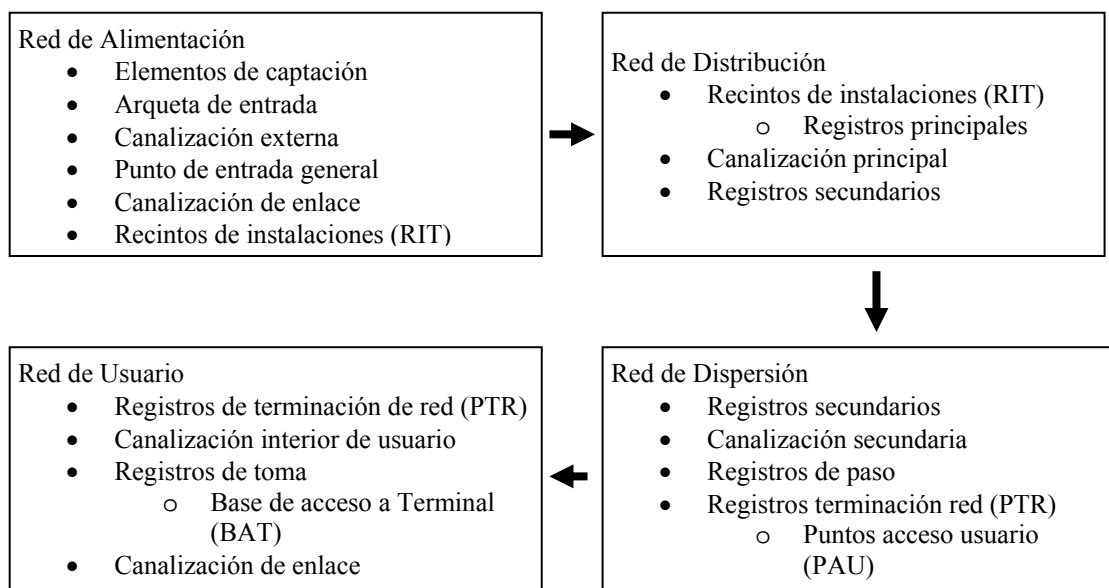 Red de Alimentación
• Elementos de captación
• Arqueta de entrada
• Canalización externa
• Punto de entrada general
• Canalización de enlace
• Recintos de instalaciones (RIT)
Red de Distribución
• Recintos de instalaciones (RIT)
o Registros principales
• Canalización principal
• Registros secundarios
Red de Dispersión
• Registros secundarios
• Canalización secundaria
• Registros de paso
• Registros terminación red (PTR)
o Puntos acceso usuario
(PAU)
Red de Usuario
• Registros de terminación de red (PTR)
• Canalización interior de usuario
• Registros de toma
o Base de acceso a Terminal
(BAT)
• Canalización de enlace